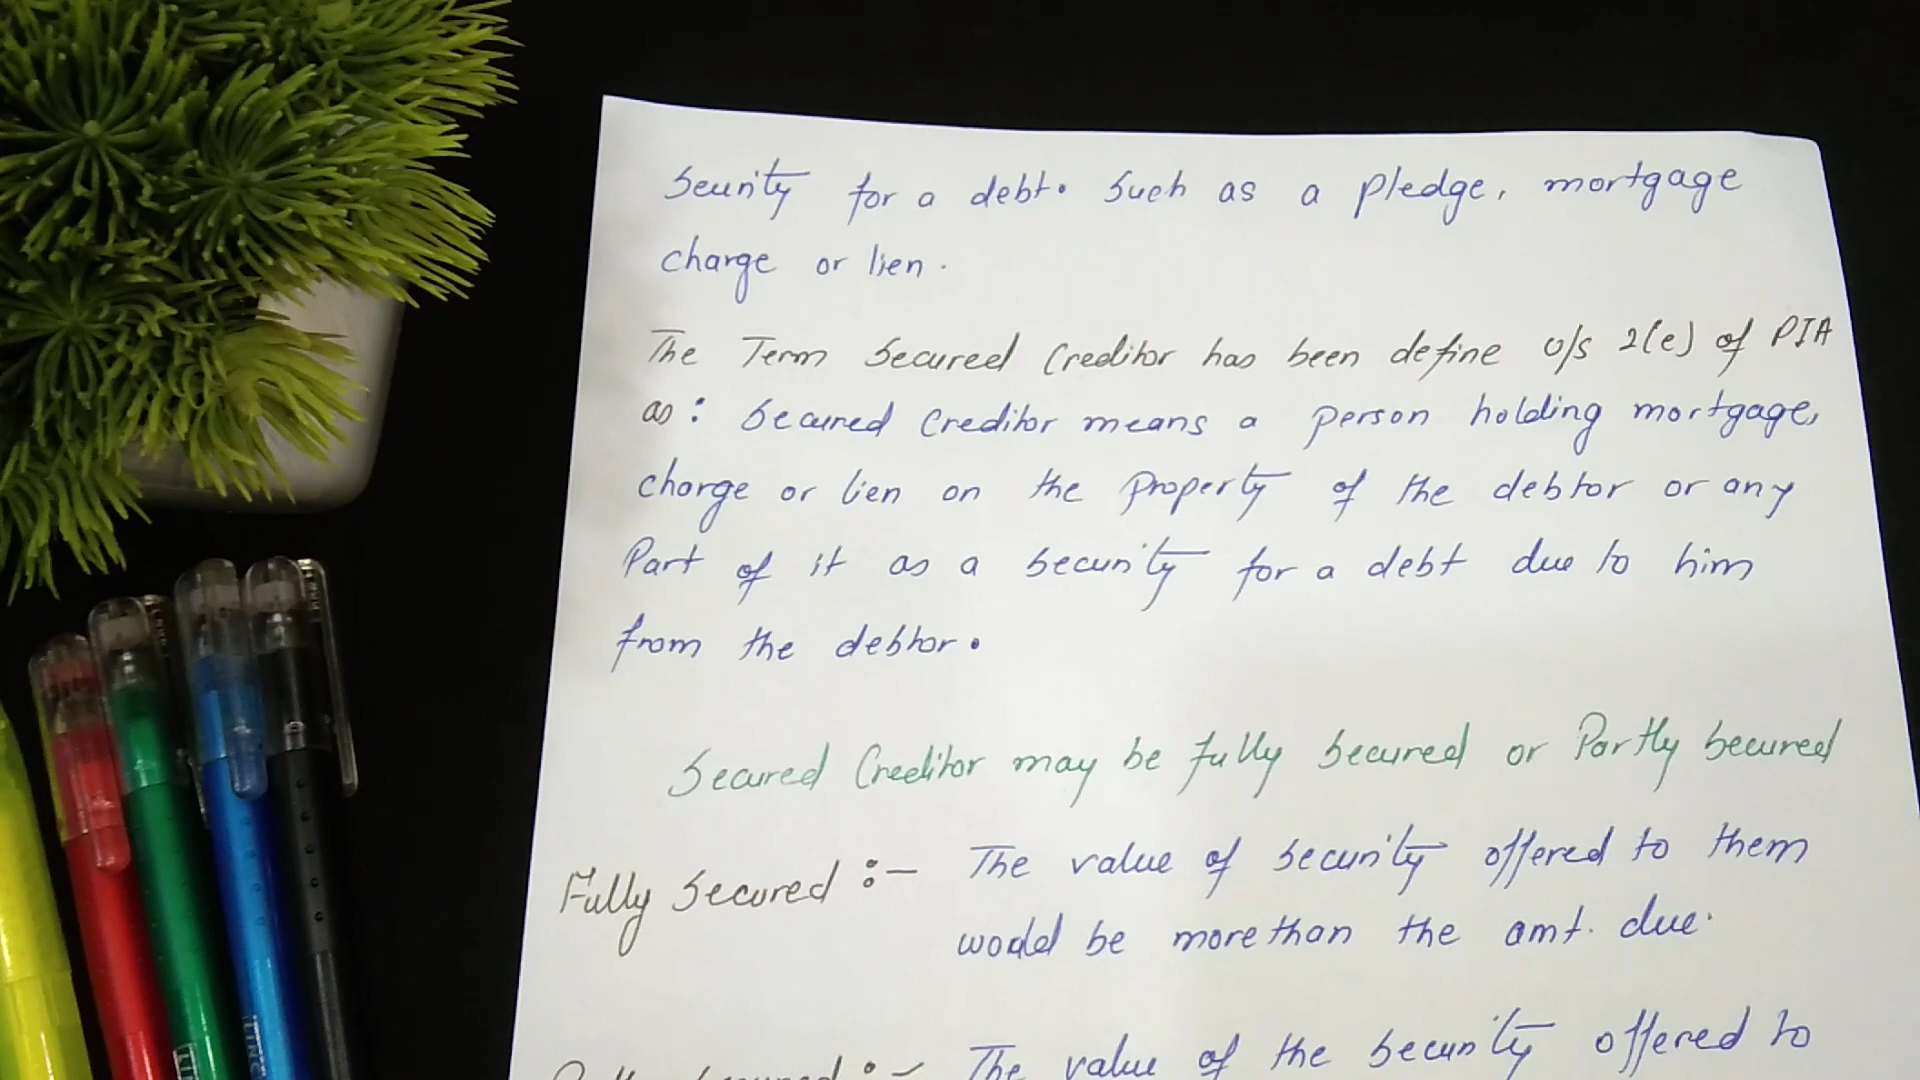 Seurity for a debt. Such as a pledge, mortgage
charge or lien.
The Term Secured Creditor has been define u/s 2(e) of PIA
as: Secured Creditor means a person holding mortgage,
charge or lien on the property of the debtor or any
Part of it as a security for a debt due to him
from the debtor.
Secured Creditor may be fully secured or Partly secured
Fully Secured :- The value of security offered to them
would be more than the amt. due.
The value of the security offered to